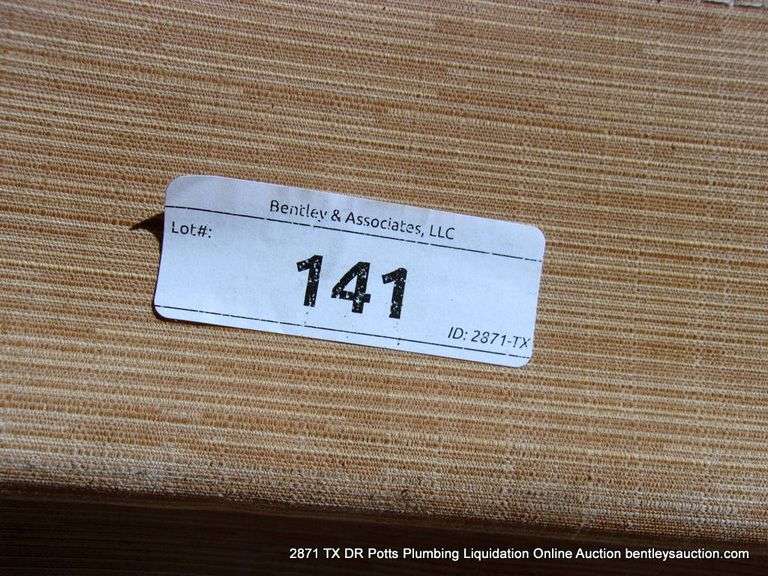 Bentley & Associates, LLC
Lot#:
141
ID: 2871-TX
2871 TX DR Potts Plumbing Liquidation Online Auction bentleysauction.com